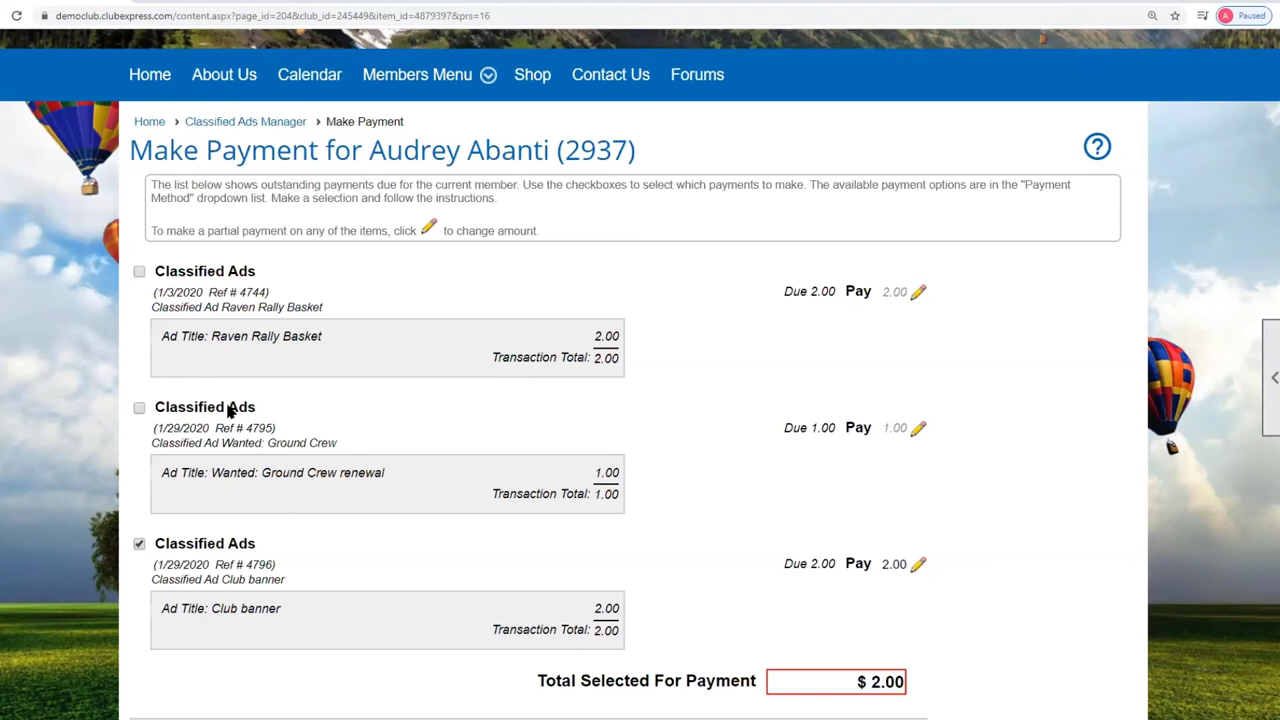 democlub.clubexpress.com/content.aspx?page_id=204&club_id=245449&item_id=4879397&prs=16
A Paused
Home About Us Calendar Members Menu Shop Contact Us Forums
Home > Classified Ads Manager > Make Payment
Make Payment for Audrey Abanti (2937)
?
The list below shows outstanding payments due for the current member. Use the checkboxes to select which payments to make. The available payment options are in the "Payment
Method" dropdown list. Make a selection and follow the instructions.
To make a partial payment on any of the items, click to change amount.
Classified Ads
(1/3/2020 Ref # 4744) Due 2.00 Pay 2.00
Classified Ad Raven Rally Basket
Ad Title: Raven Rally Basket 2.00
Transaction Total: 2.00
Classified Ads
(1/29/2020 Ref # 4795) Due 1.00 Pay 1.00
Classified Ad Wanted: Ground Crew
Ad Title: Wanted: Ground Crew renewal 1.00
Transaction Total: 1.00
Classified Ads
(1/29/2020 Ref # 4796) Due 2.00 Pay 2.00
Classified Ad Club banner
Ad Title: Club banner 2.00
Transaction Total: 2.00
Total Selected For Payment $ 2.00